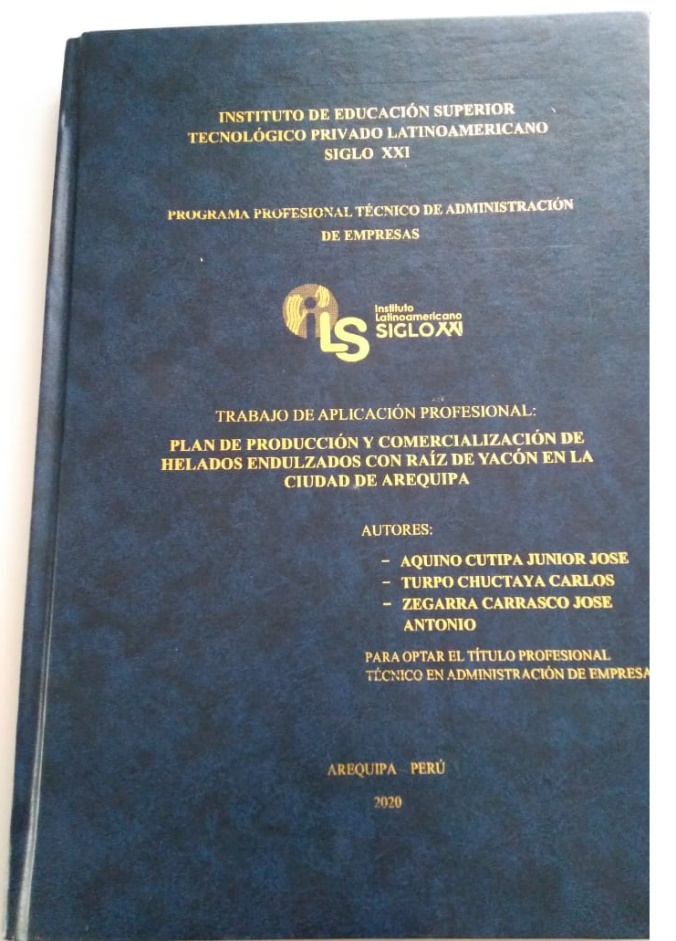 INSTITUTO DE EDUCACIÓN SUPERIOR
TECNOLÓGICO PRIVADO LATINOAMERICANO
SIGLO XXI
PROGRAMA PROFESIONAL TÉCNICO DE ADMINISTRACIÓN
DE EMPRESAS
iLS
Instituto
Latinoamericano
SIGLO XXI
TRABAJO DE APLICACIÓN PROFESIONAL:
PLAN DE PRODUCCIÓN Y COMERCIALIZACIÓN DE
HELADOS ENDULZADOS CON RAÍZ DE YACÓN EN LA
CIUDAD DE AREQUIPA
AUTORES:
- AQUINO CUTIPA JUNIOR JOSE
- TURPO CHUCTAYA CARLOS
- ZEGARRA CARRASCO JOSE
ANTONIO
PARA OPTAR EL TÍTULO PROFESIONAL
TÉCNICO EN ADMINISTRACIÓN DE EMPRESA
AREQUIPA PERÚ
2020